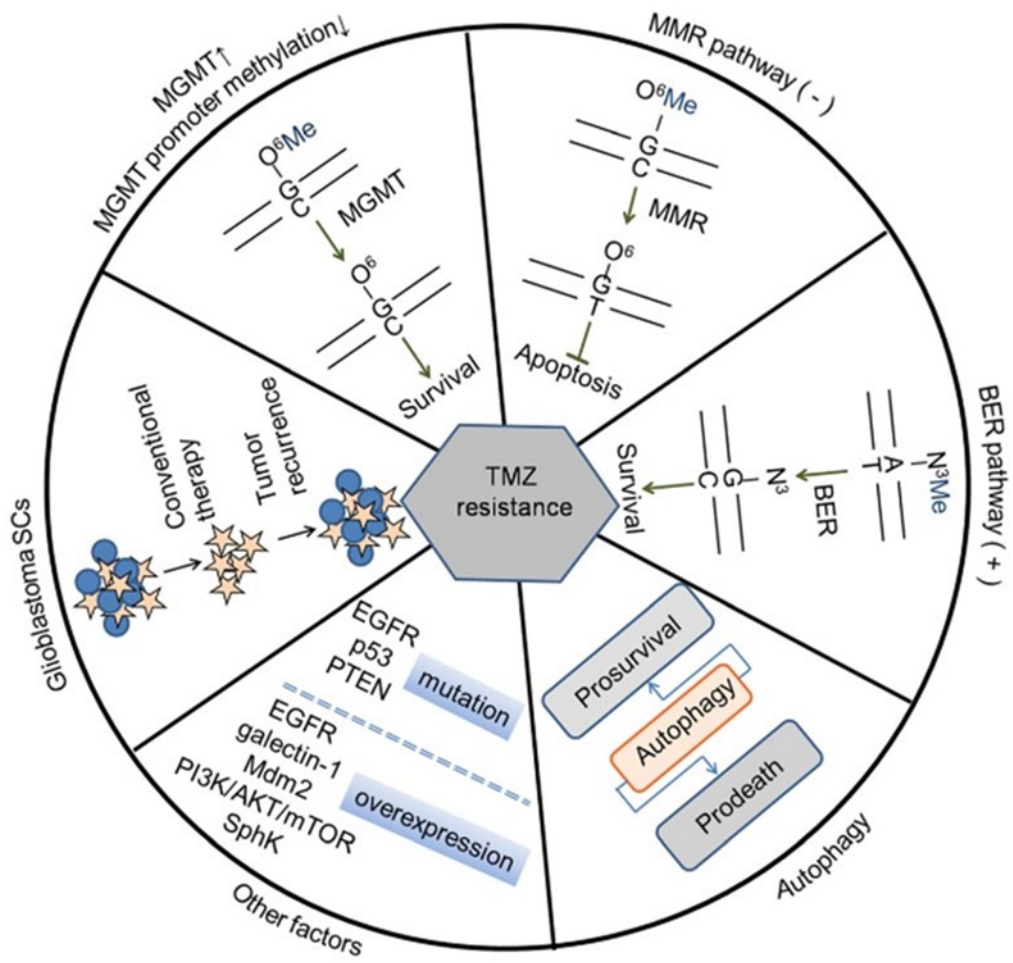 MGMT↑
MGMT promoter methylation↓
O⁶Me
G
C
MGMT
O⁶
G
C
Survival
MMR pathway ( - )
O⁶Me
G
C
MMR
O⁶
G
T
Apoptosis
BER pathway ( + )
N³Me
A
T
BER
N³
G
C
Survival
TMZ
resistance
Glioblastoma SCs
Conventional
therapy
Tumor
recurrence
EGFR
p53
PTEN
mutation
EGFR
galectin-1
Mdm2
PI3K/AKT/mTOR
SphK
overexpression
Other factors
Prosurvival
Autophagy
Prodeath
Autophagy